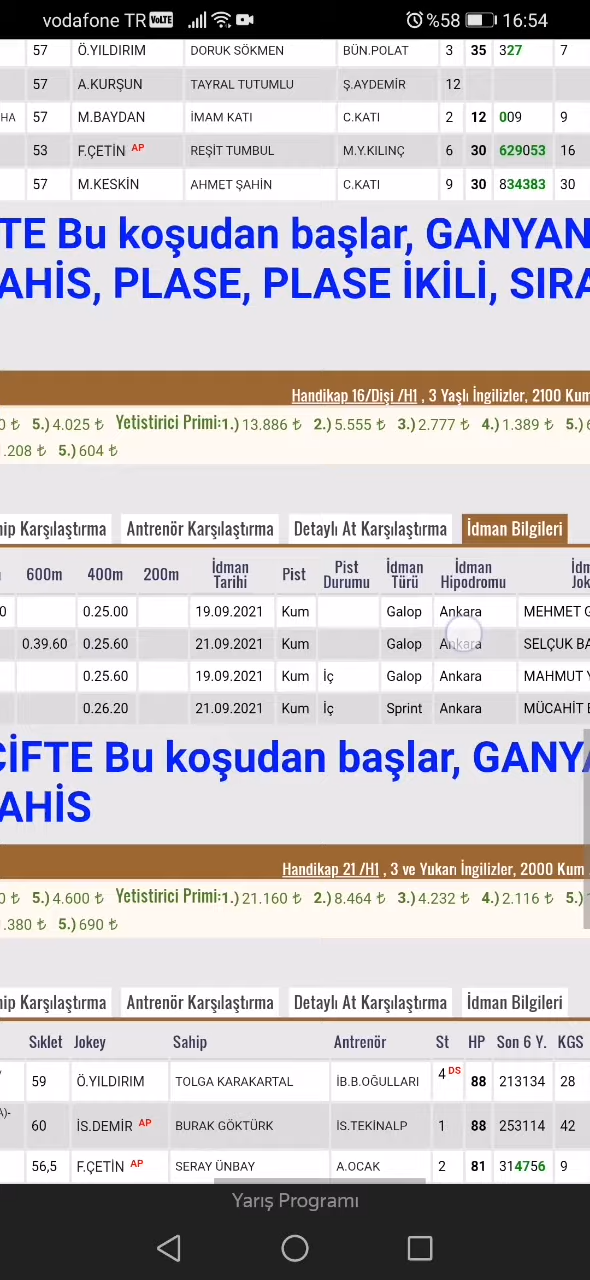 vodafone TR VoLTE %58 16:54
57 Ö.YILDIRIM DORUK SÖKMEN BÜN.POLAT 3 35 327 7
57 A.KURŞUN TAYRAL TUTUMLU Ş.AYDEMİR 12
HA 57 M.BAYDAN İMAM KATI C.KATI 2 12 009 9
53 F.ÇETİN AP REŞİT TUMBUL M.Y.KILINÇ 6 30 629053 16
57 M.KESKİN AHMET ŞAHİN C.KATI 9 30 834383 30
TE Bu koşudan başlar, GANYAN
AHİS, PLASE, PLASE İKİLİ, SIRA
Handikap 16/Dişi /H1 , 3 Yaşlı İngilizler, 2100 Kum
0 ₺ 5.) 4.025 ₺ Yetistirici Primi:1.) 13.886 ₺ 2.) 5.555 ₺ 3.) 2.777 ₺ 4.) 1.389 ₺ 5.)
.208 ₺ 5.) 604 ₺
hip Karşılaştırma Antrenör Karşılaştırma Detaylı At Karşılaştırma İdman Bilgileri
600m 400m 200m İdman Tarihi Pist Pist Durumu İdman Türü İdman Hipodromu İdm Jok
0 0.25.00 19.09.2021 Kum Galop Ankara MEHMET G
0.39.60 0.25.60 21.09.2021 Kum Galop Ankara SELÇUK BA
0.25.60 19.09.2021 Kum İç Galop Ankara MAHMUT Y
0.26.20 21.09.2021 Kum İç Sprint Ankara MÜCAHİT B
ÇİFTE Bu koşudan başlar, GANYA
AHİS
Handikap 21 /H1 , 3 ve Yukarı İngilizler, 2000 Kum
0 ₺ 5.) 4.600 ₺ Yetistirici Primi:1.) 21.160 ₺ 2.) 8.464 ₺ 3.) 4.232 ₺ 4.) 2.116 ₺ 5.)
.380 ₺ 5.) 690 ₺
hip Karşılaştırma Antrenör Karşılaştırma Detaylı At Karşılaştırma İdman Bilgileri
Sıklet Jokey Sahip Antrenör St HP Son 6 Y. KGS
59 Ö.YILDIRIM TOLGA KARAKARTAL İB.B.OĞULLARI 4 DS 88 213134 28
A)- 60 İS.DEMİR AP BURAK GÖKTÜRK İS.TEKİNALP 1 88 253114 42
56,5 F.ÇETİN AP SERAY ÜNBAY A.OCAK 2 81 314756 9
Yarış Programı